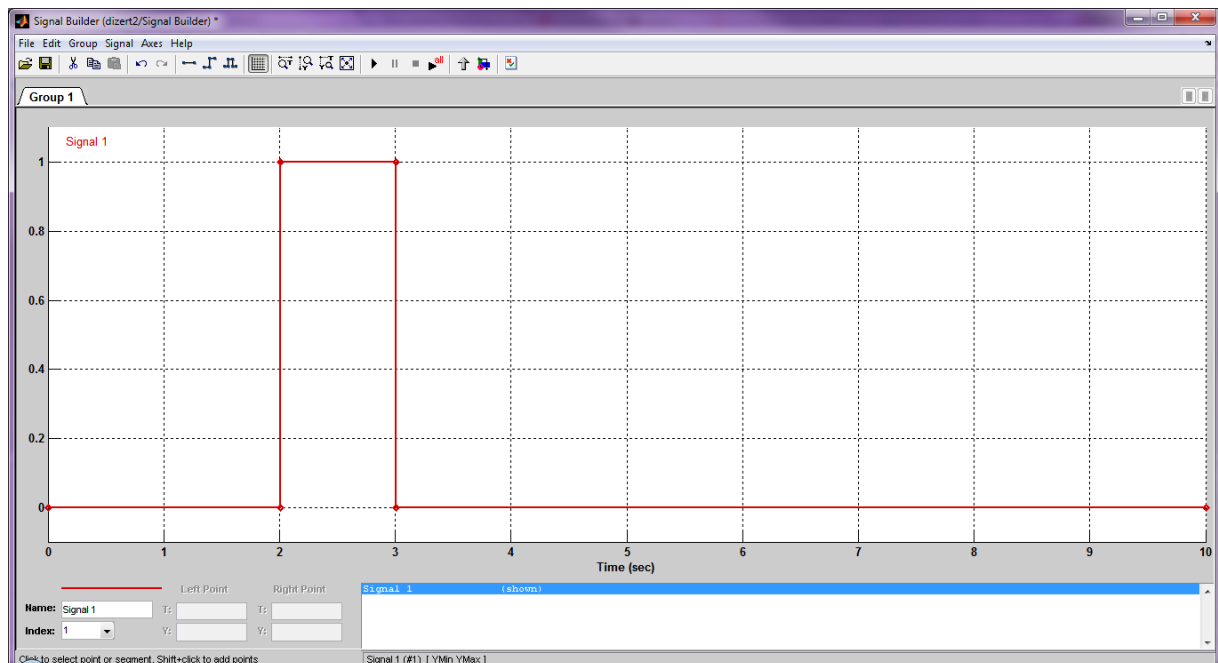 Signal Builder (dizert2/Signal Builder) *
File Edit Group Signal Axes Help
all
Group 1
Signal 1
1
0.8
0.6
0.4
0.2
0
0 1 2 3 4 5 6 7 8 9 10
Time (sec)
Left Point Right Point
Name: Signal 1 T: T:
Index: 1 Y: Y:
Signal 1 (shown)
Click to select point or segment, Shift+click to add points
Signal 1 (#1) [ YMin YMax ]